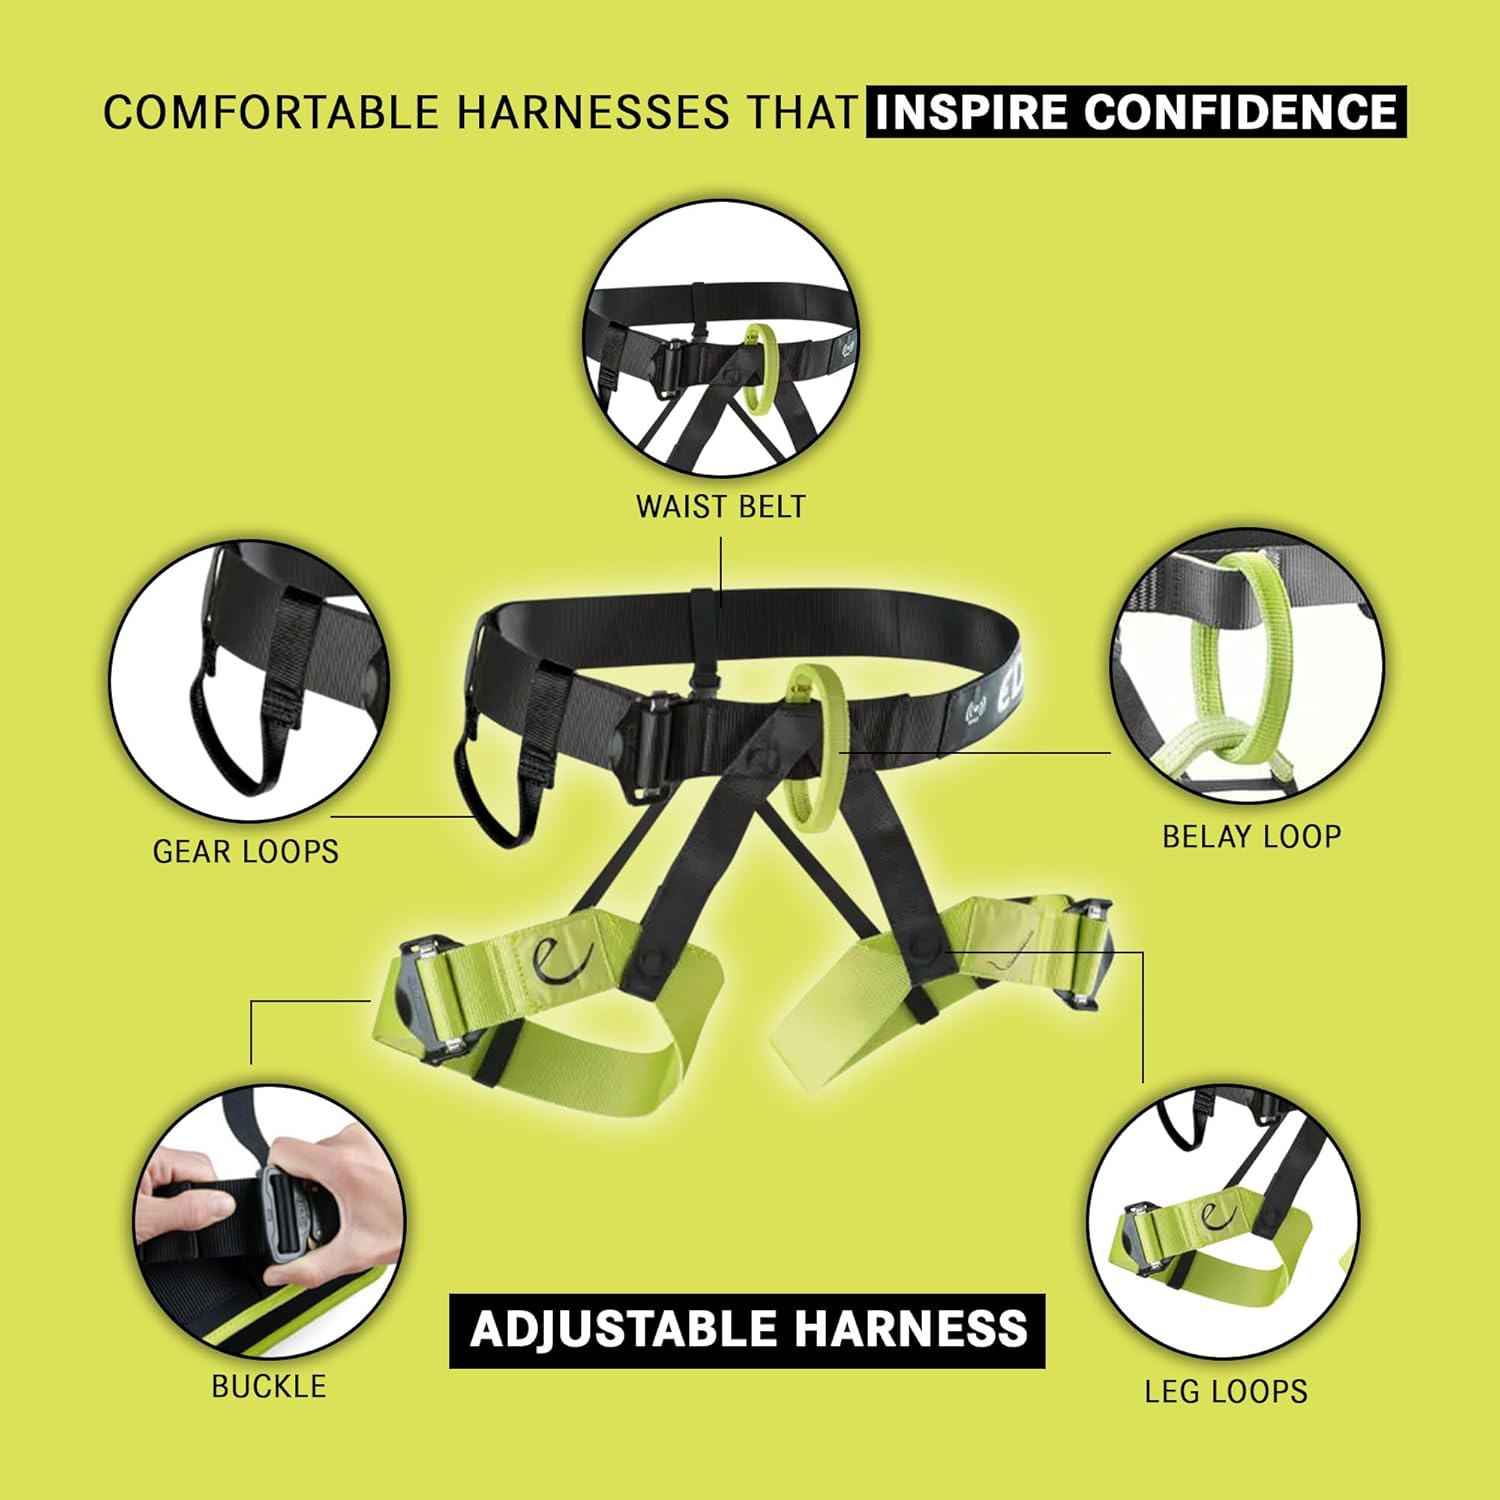 COMFORTABLE HARNESSES THAT INSPIRE CONFIDENCE
WAIST BELT
GEAR LOOPS
BELAY LOOP
BUCKLE
LEG LOOPS
ADJUSTABLE HARNESS